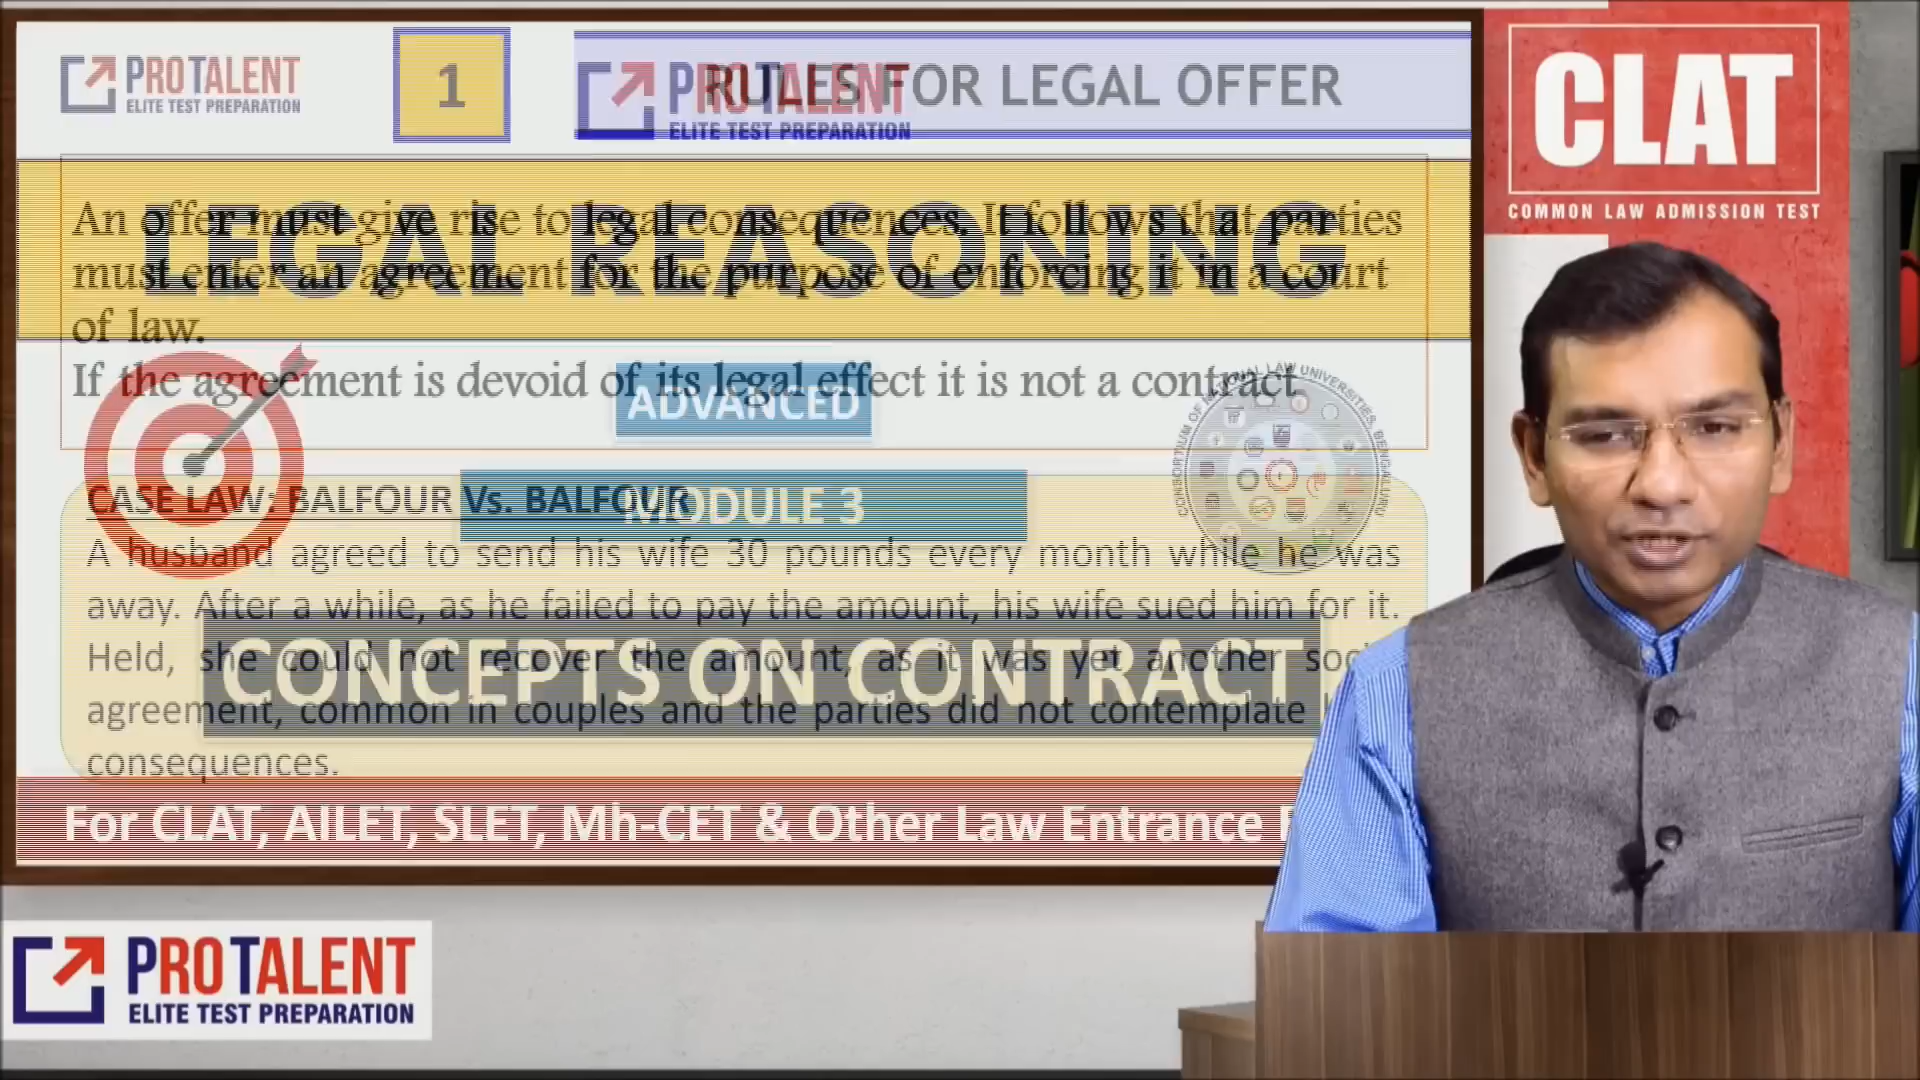 PROTALENT
ELITE TEST PREPARATION
1
PROTALENT
ELITE TEST PREPARATION
RULES FOR LEGAL OFFER
CLAT
COMMON LAW ADMISSION TEST
LEGAL REASONING
An offer must give rise to legal consequences. It follows that parties
must enter an agreement for the purpose of enforcing it in a court
of law.
If the agreement is devoid of its legal effect it is not a contract.
ADVANCED
MODULE 3
CONSORTIUM OF NATIONAL LAW UNIVERSITIES, BENGALURU
CASE LAW: BALFOUR Vs. BALFOUR
A husband agreed to send his wife 30 pounds every month while he was
away. After a while, as he failed to pay the amount, his wife sued him for it.
Held, she could not recover the amount, as it was yet another
agreement, common in couples and the parties did not contemplate
consequences.
CONCEPTS ON CONTRACT
For CLAT, AILET, SLET, Mh-CET & Other Law Entrance
PROTALENT
ELITE TEST PREPARATION